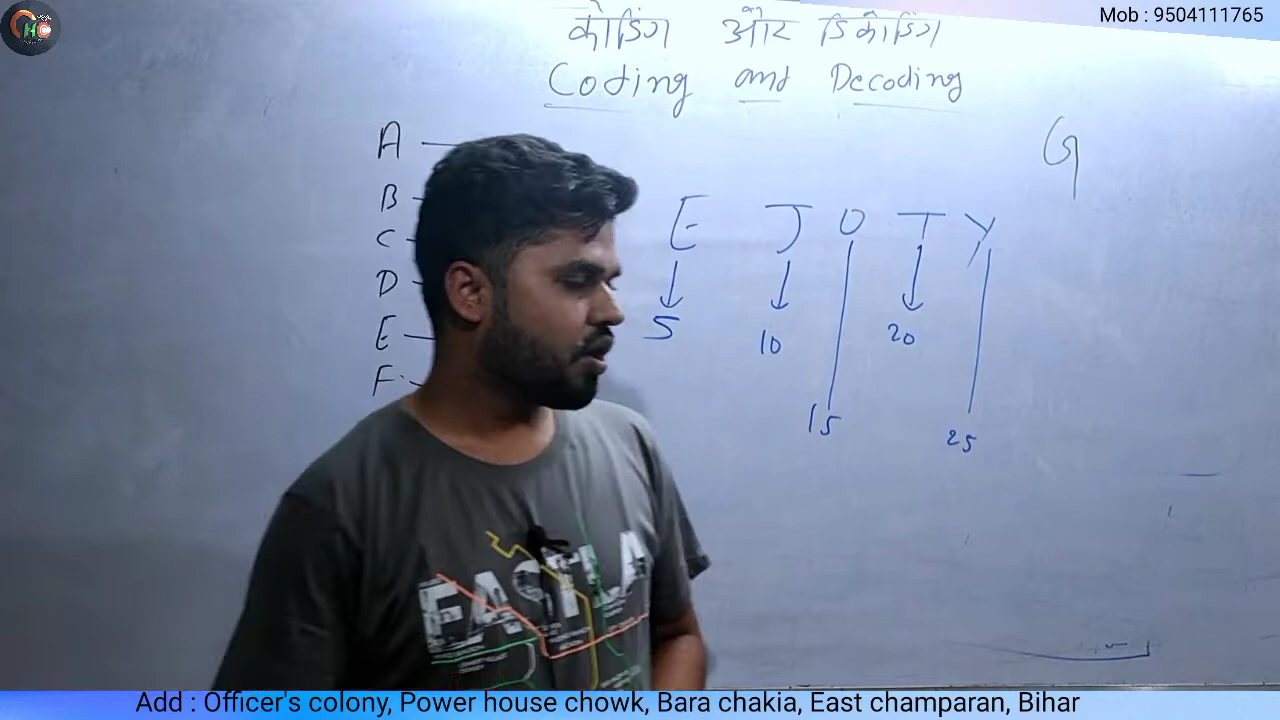 HC
Mob : 9504111765
कोडिंग और डिकोडिंग
Coding and Decoding
G
A
B
C
D
E
F
E J O T Y
5 10 20
15 25
Add : Officer's colony, Power house chowk, Bara chakia, East champaran, Bihar